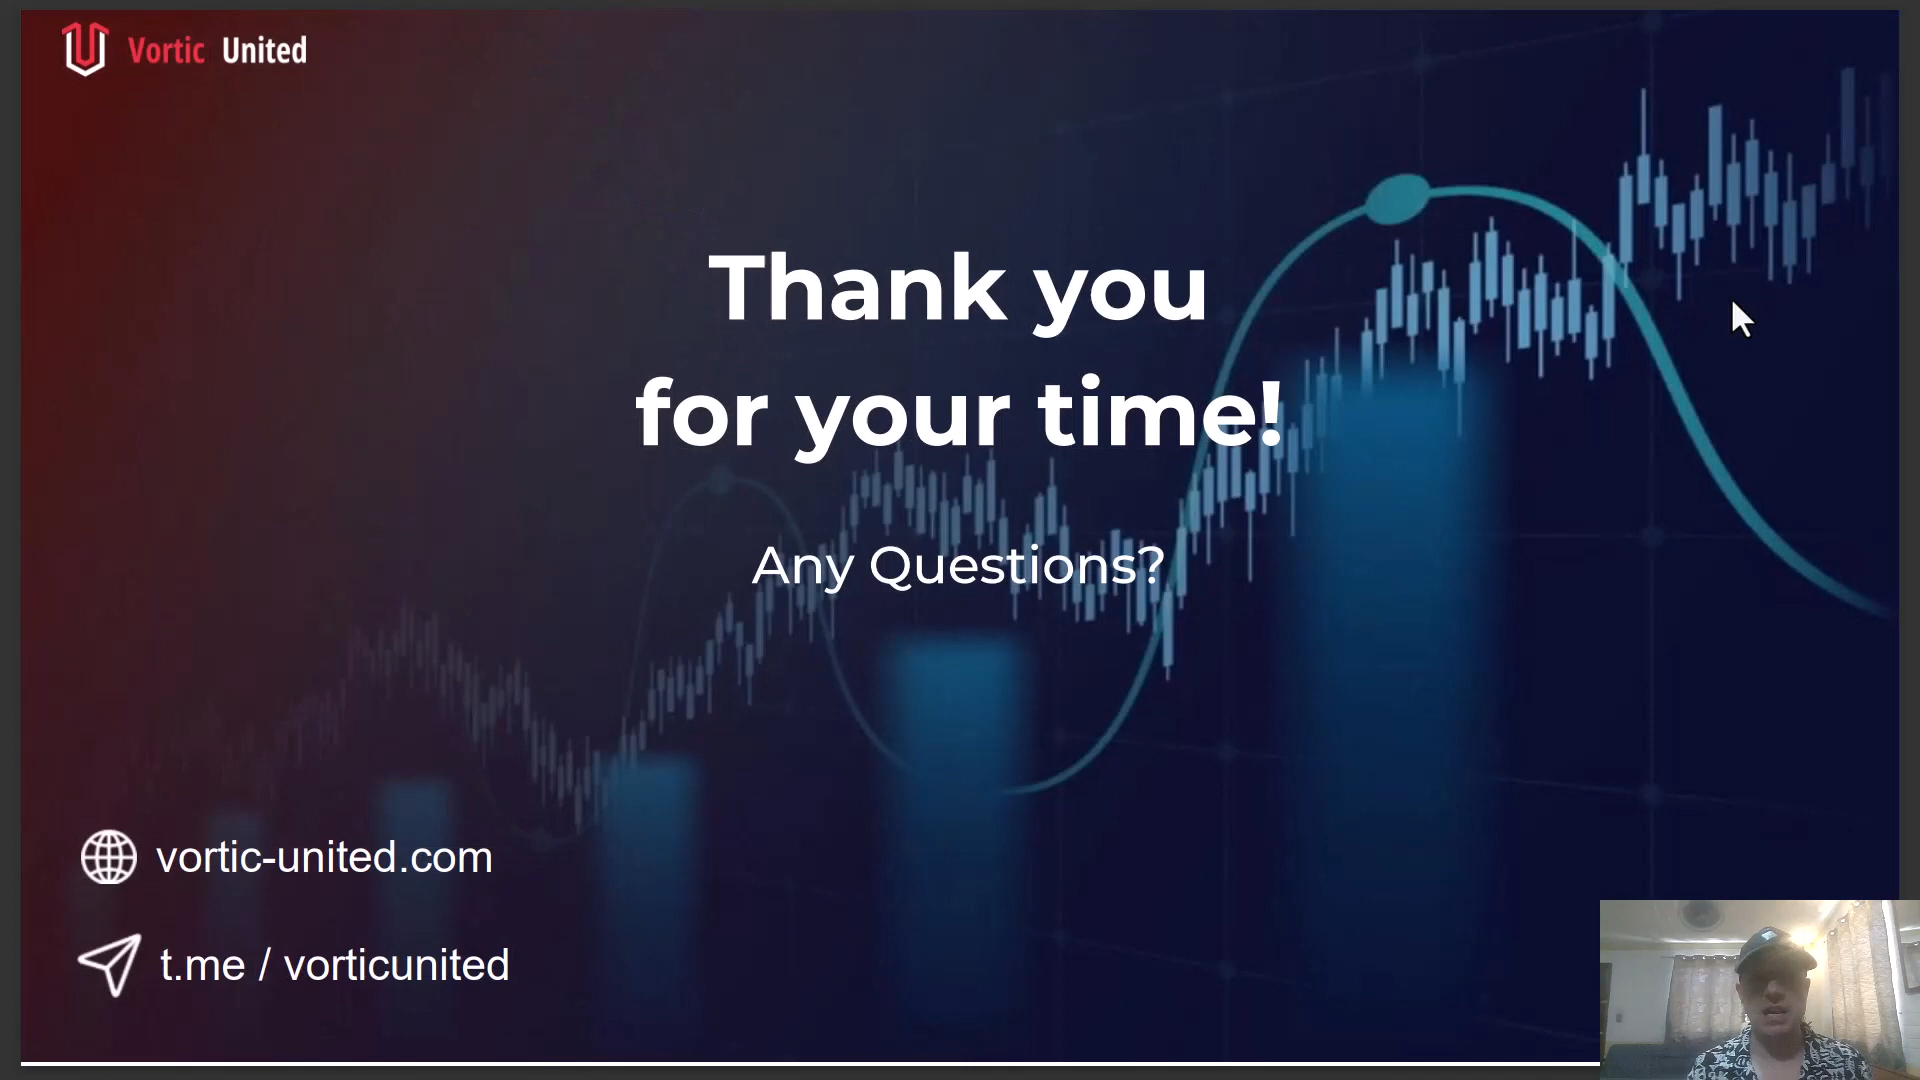 Vortic United
Thank you
for your time!
Any Questions?
vortic-united.com
t.me / vorticunited